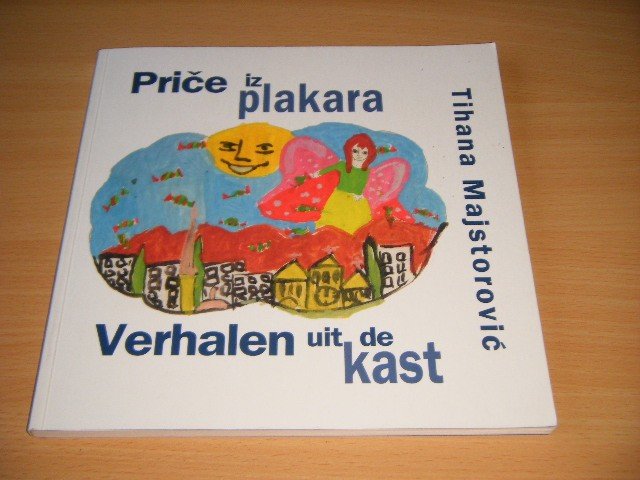 Priče iz
plakara
Tihana Majstorović
Verhalen uit de
kast